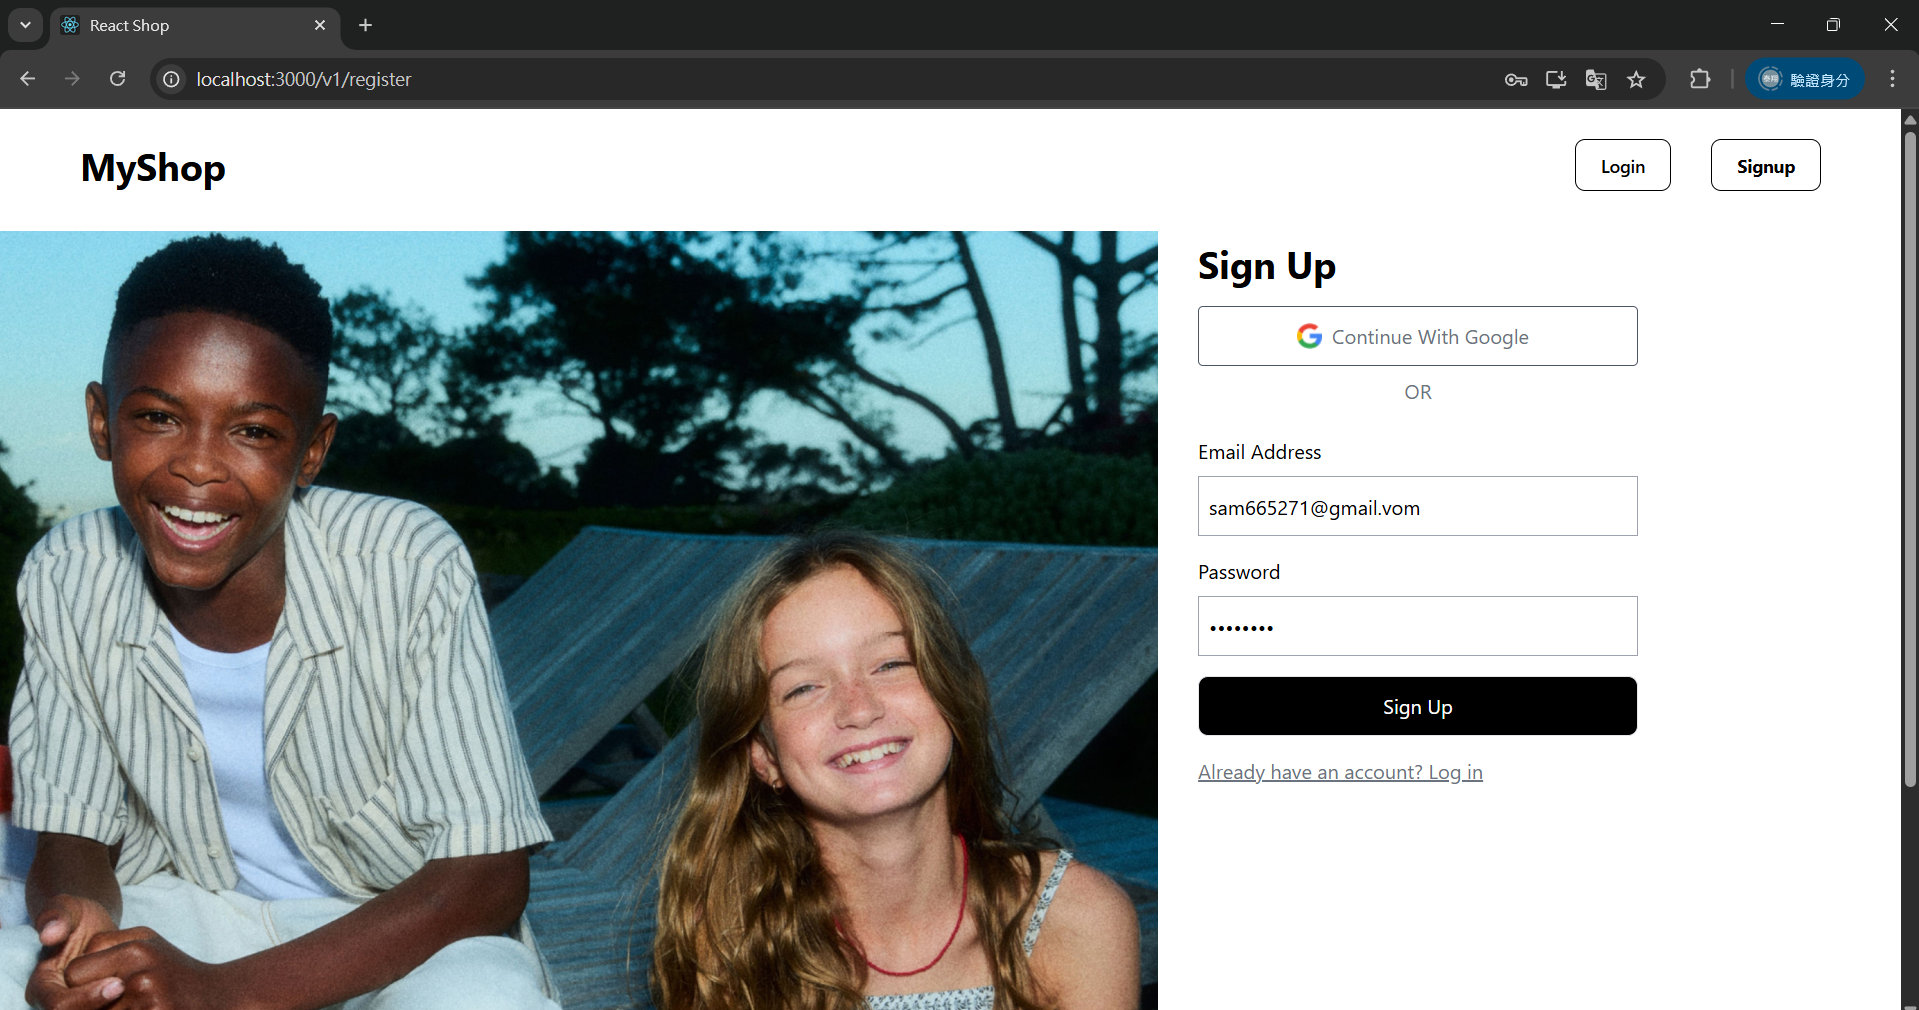 React Shop
localhost:3000/v1/register
驗證身分
MyShop
Login
Signup
Sign Up
Continue With Google
OR
Email Address
sam665271@gmail.vom
Password
••••••••
Sign Up
Already have an account? Log in